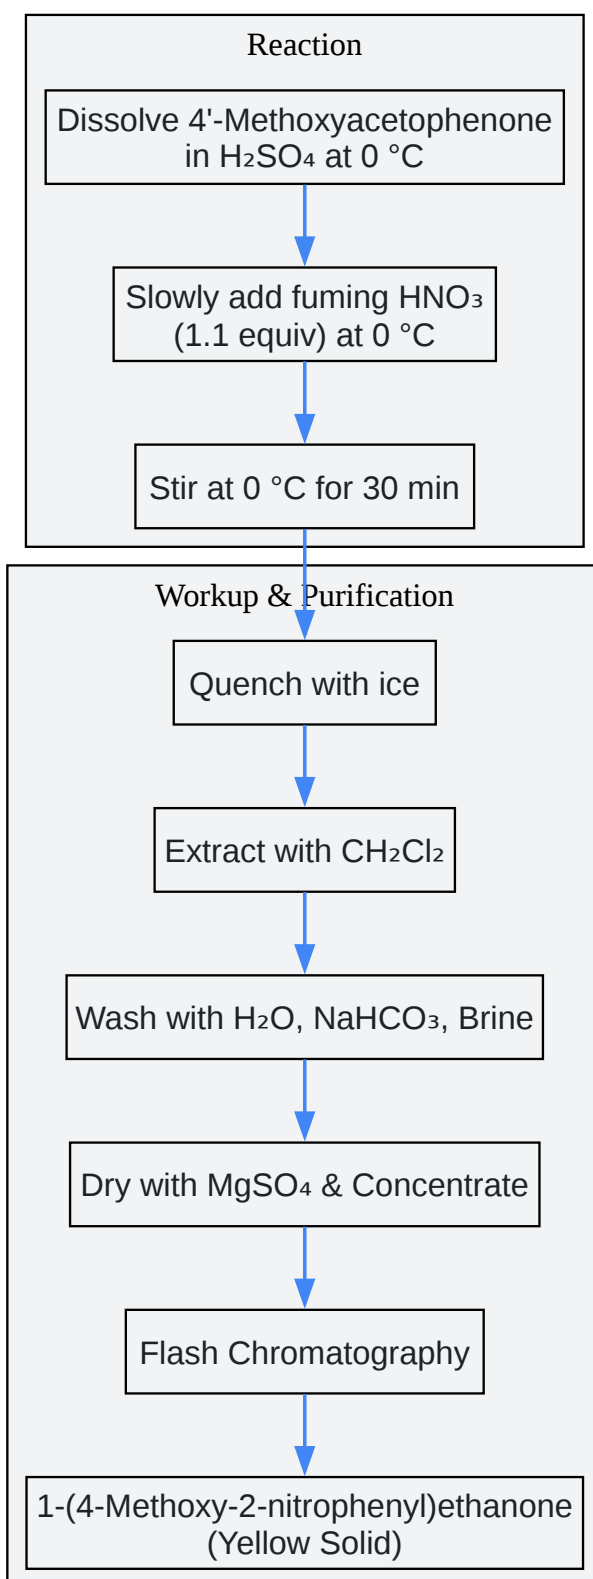 Reaction
Dissolve 4'-Methoxyacetophenone
in H₂SO₄ at 0 °C
Slowly add fuming HNO₃
(1.1 equiv) at 0 °C
Stir at 0 °C for 30 min
Workup & Purification
Quench with ice
Extract with CH₂Cl₂
Wash with H₂O, NaHCO₃, Brine
Dry with MgSO₄ & Concentrate
Flash Chromatography
1-(4-Methoxy-2-nitrophenyl)ethanone
(Yellow Solid)